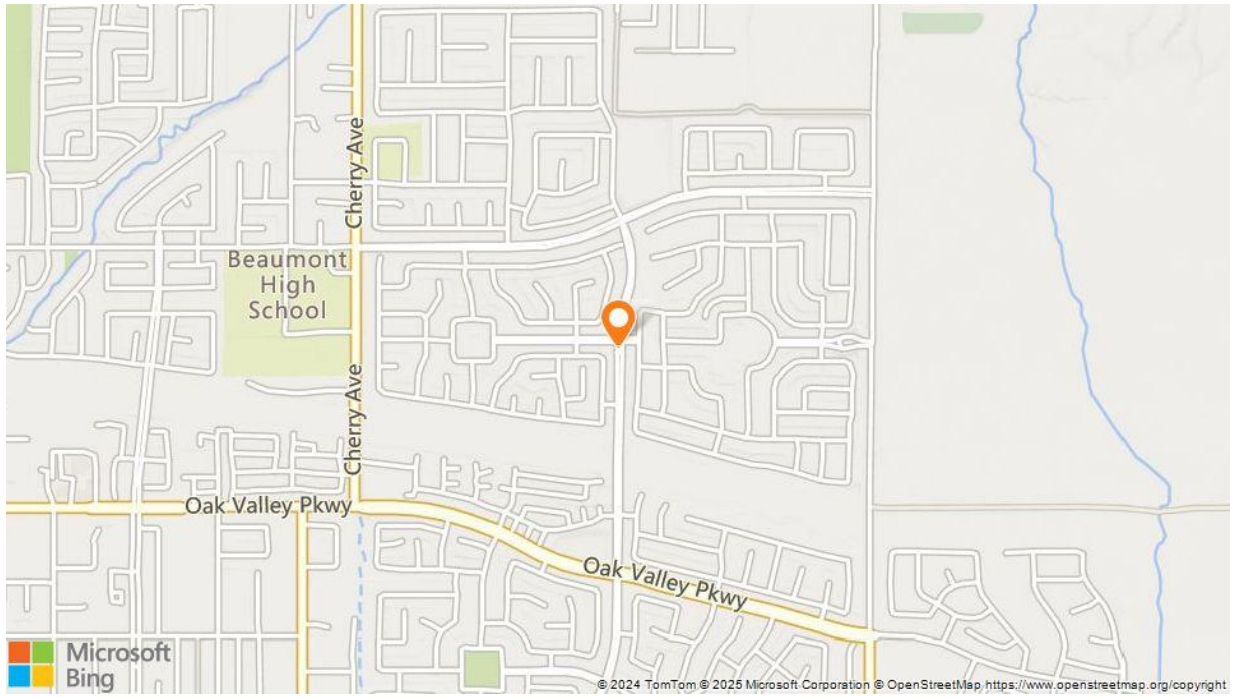 Cherry Ave
Beaumont
High
School
Cherry Ave
Oak Valley Pkwy
Oak Valley Pkwy
Microsoft
Bing
© 2024 TomTom © 2025 Microsoft Corporation © OpenStreetMap https://www.openstreetmap.org/copyright